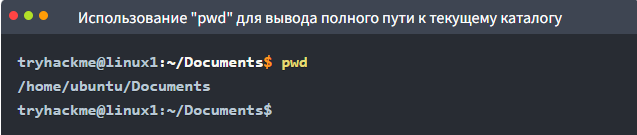 Использование "pwd" для вывода полного пути к текущему каталогу
tryhackme@linux1:~/Documents$ pwd
/home/ubuntu/Documents
tryhackme@linux1:~/Documents$